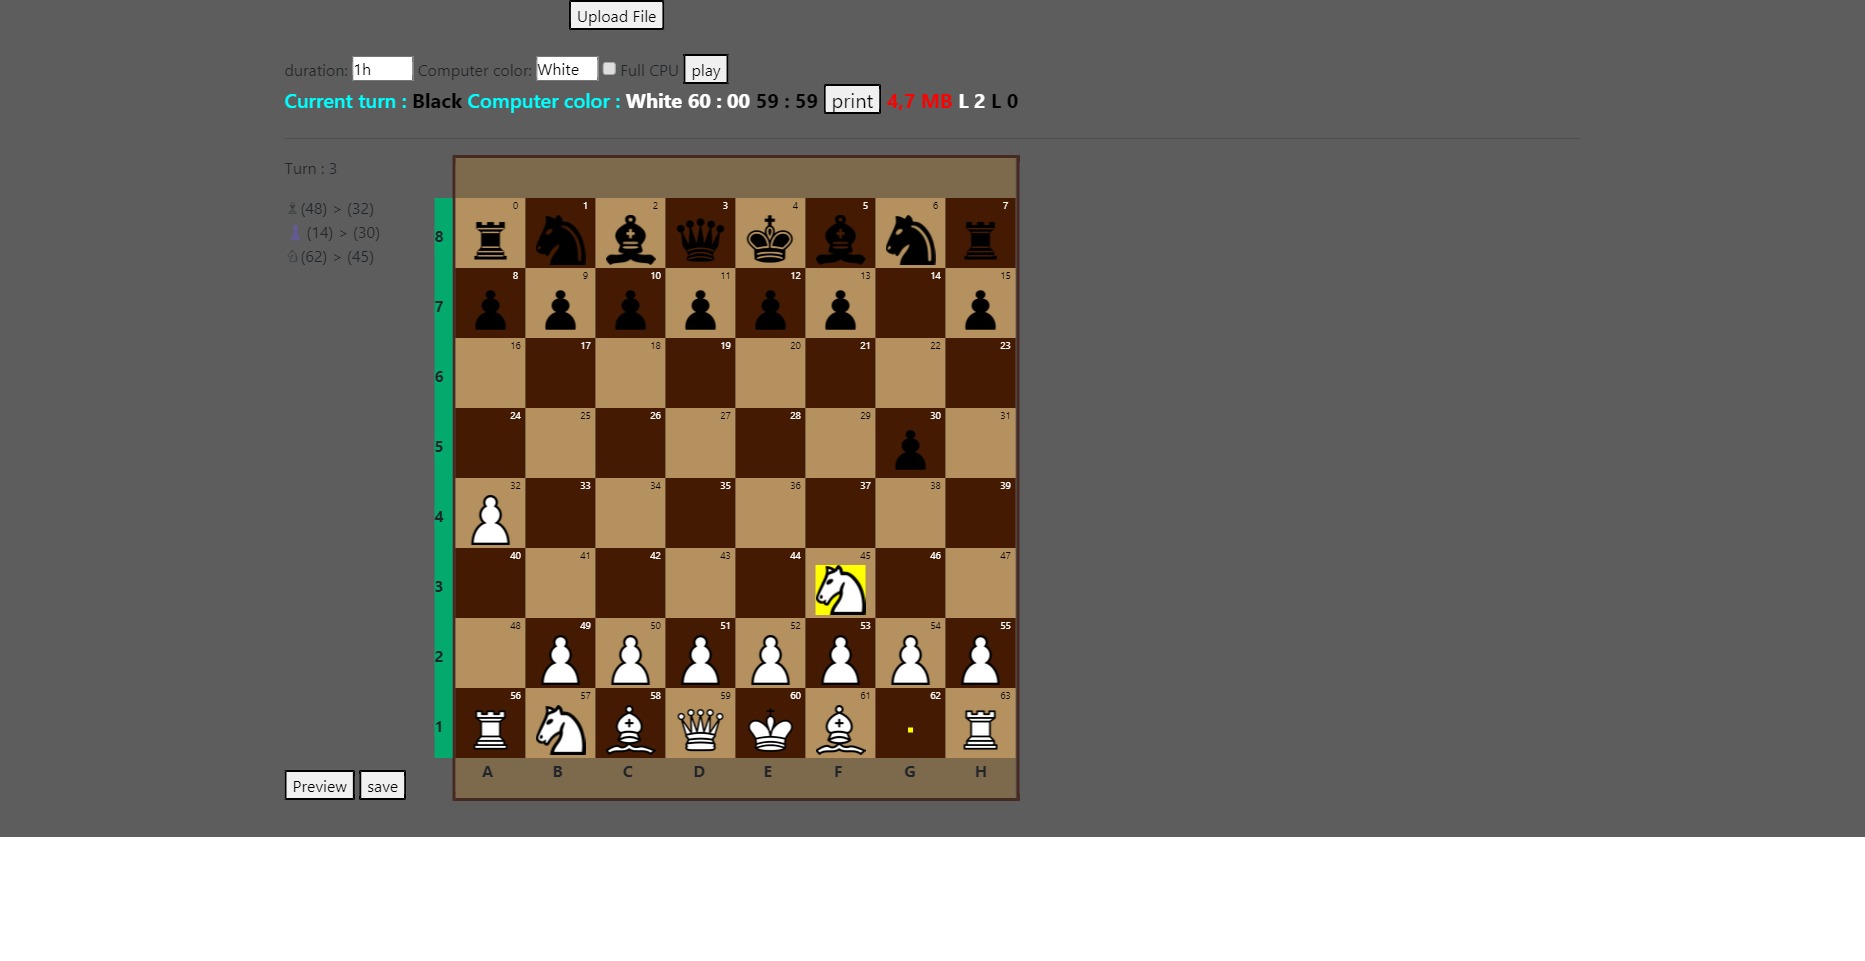 Upload File
duration: 1h Computer color: White Full CPU play
Current turn : Black Computer color : White 60 : 00 59 : 59 print 4,7 MB L 2 L 0
Turn : 3
♗(48) > (32)
♟ (14) > (30)
♘(62) > (45)
0 1 2 3 4 5 6 7
8
8 9 10 11 12 13 14 15
7
16 17 18 19 20 21 22 23
6
24 25 26 27 28 29 30 31
5
32 33 34 35 36 37 38 39
4
40 41 42 43 44 45 46 47
3
48 49 50 51 52 53 54 55
2
56 57 58 59 60 61 62 63
1
A B C D E F G H
Preview save